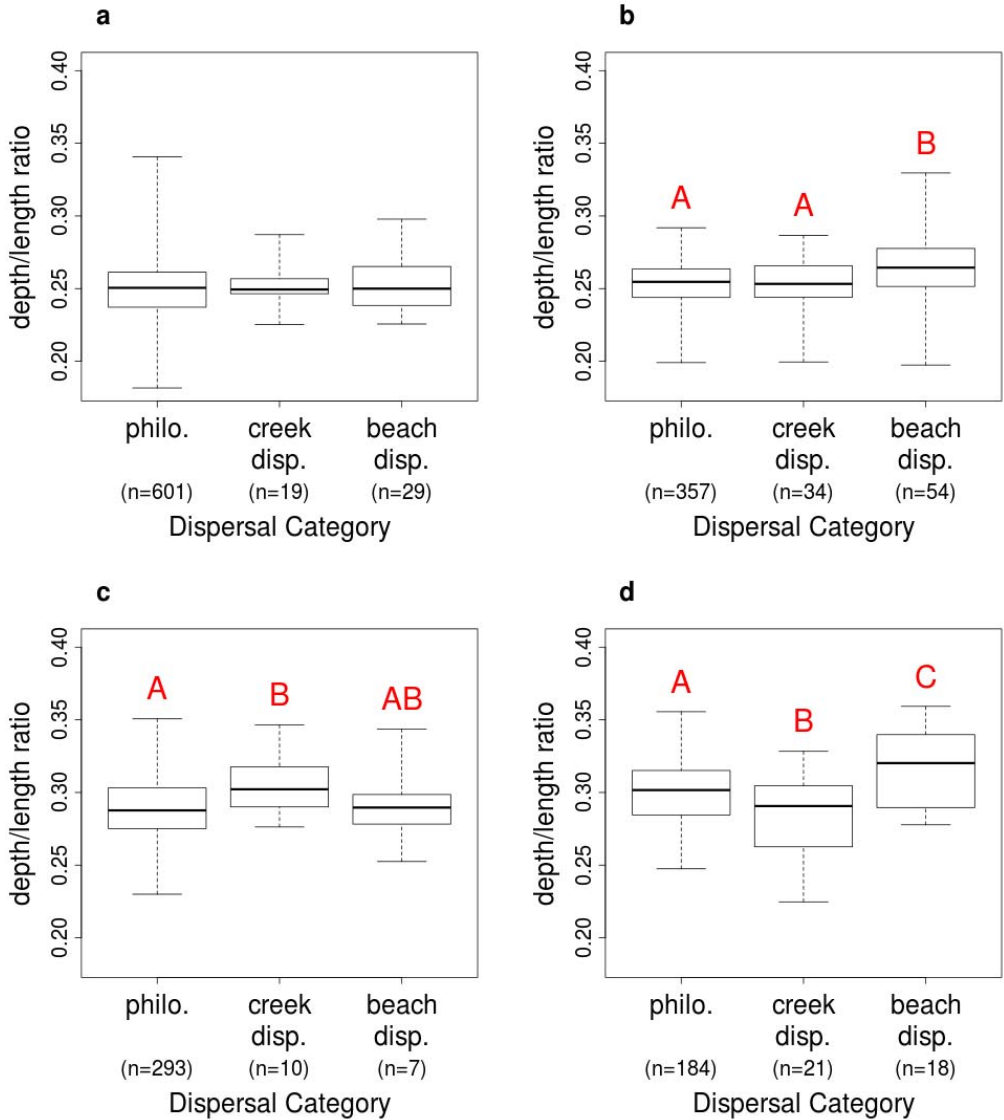 a
depth/length ratio
0.40
0.35
0.30
0.25
0.20
philo.
creek
disp.
beach
disp.
(n=601)
(n=19)
(n=29)
Dispersal Category
b
depth/length ratio
0.40
0.35
0.30
0.25
0.20
A
A
B
philo.
creek
disp.
beach
disp.
(n=357)
(n=34)
(n=54)
Dispersal Category
c
depth/length ratio
0.40
0.35
0.30
0.25
0.20
A
B
AB
philo.
creek
disp.
beach
disp.
(n=293)
(n=10)
(n=7)
Dispersal Category
d
depth/length ratio
0.40
0.35
0.30
0.25
0.20
A
B
C
philo.
creek
disp.
beach
disp.
(n=184)
(n=21)
(n=18)
Dispersal Category